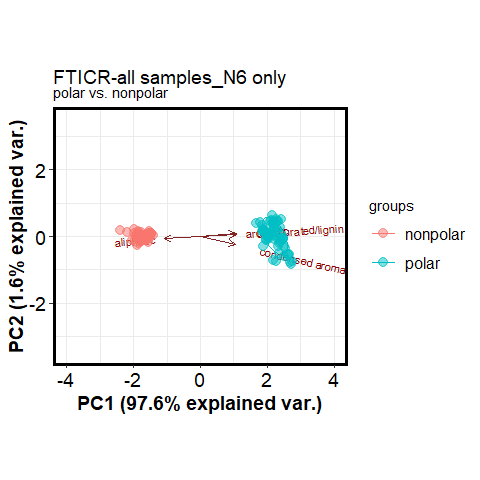 FTICR-all samples_N6 only
polar vs. nonpolar
PC2 (1.6% explained var.)
2
0
-2
-4
-2
0
2
4
PC1 (97.6% explained var.)
groups
nonpolar
polar